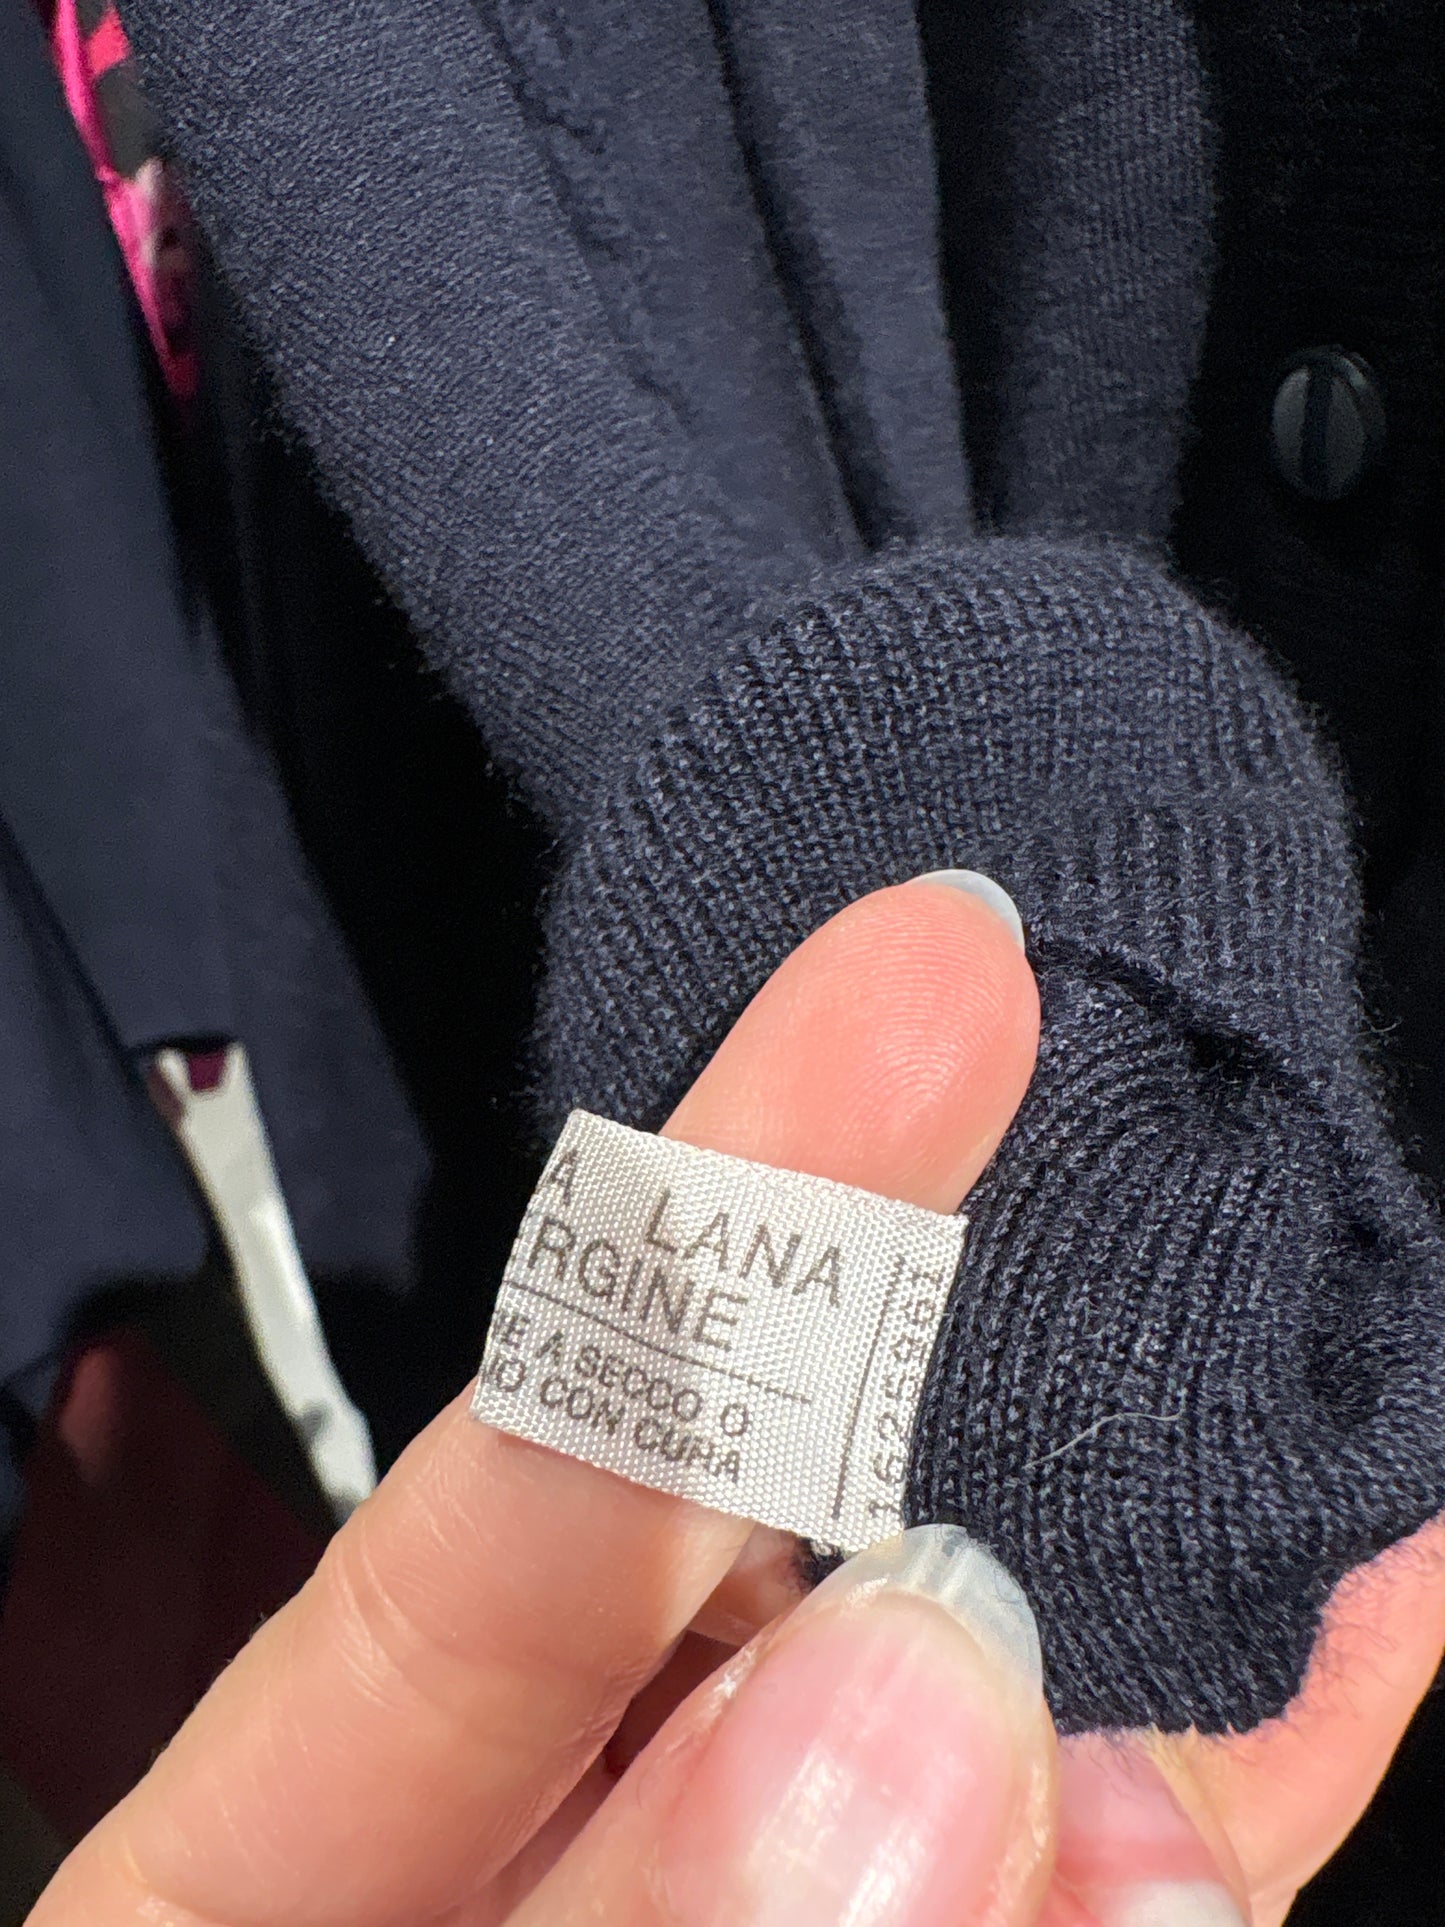 A LANA
RGINE
E A SECCO O
IO CON CURA